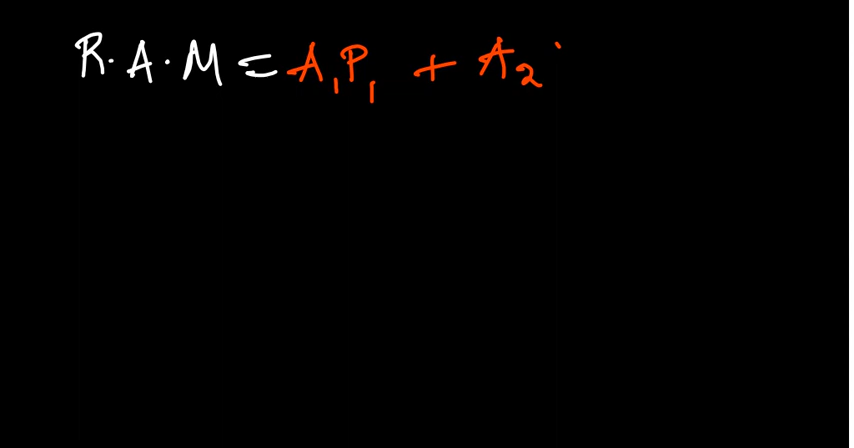 R.A.M = A₁P₁ + A₂